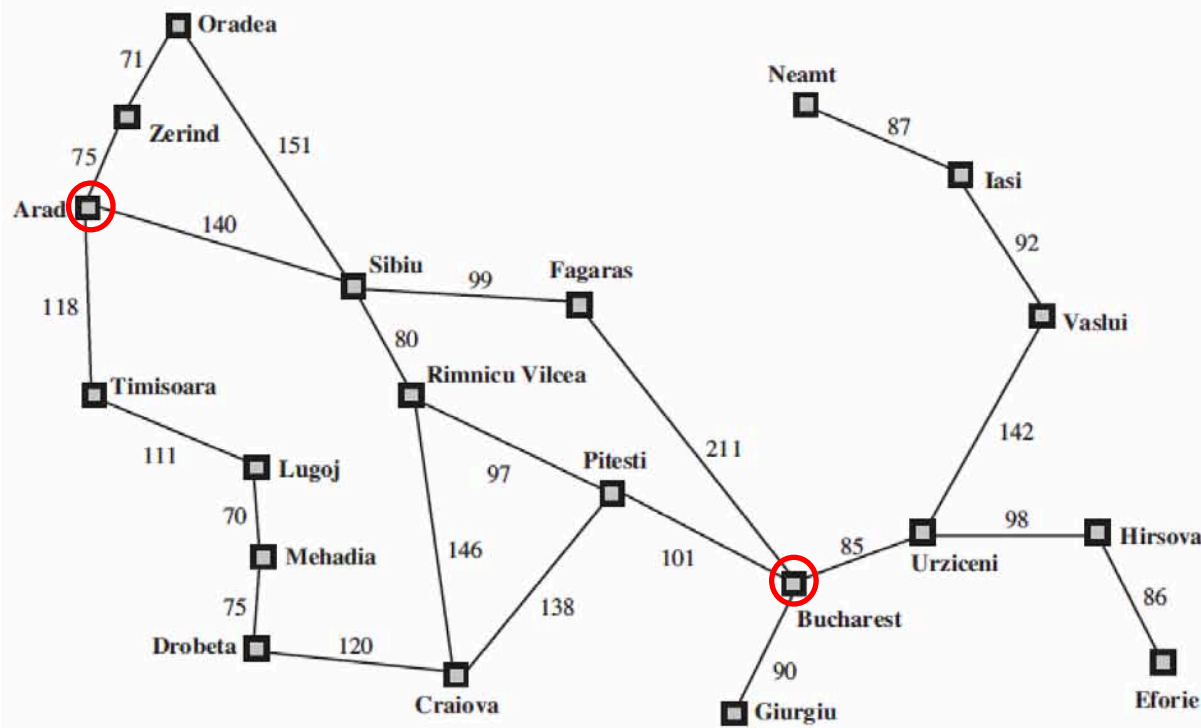 Oradea
71
Neamt
Zerind
87
151
75
Iasi
Arad
140
Sibiu
92
99
Fagaras
118
Vaslui
80
Timisoara
Rimnicu Vilcea
142
111
Lugoj
97
Pitesti
211
70
98
Mehadia
146
101
85
Urziceni
Hirsova
75
138
86
Bucharest
Drobeta
120
90
Craiova
Giurgiu
Eforie